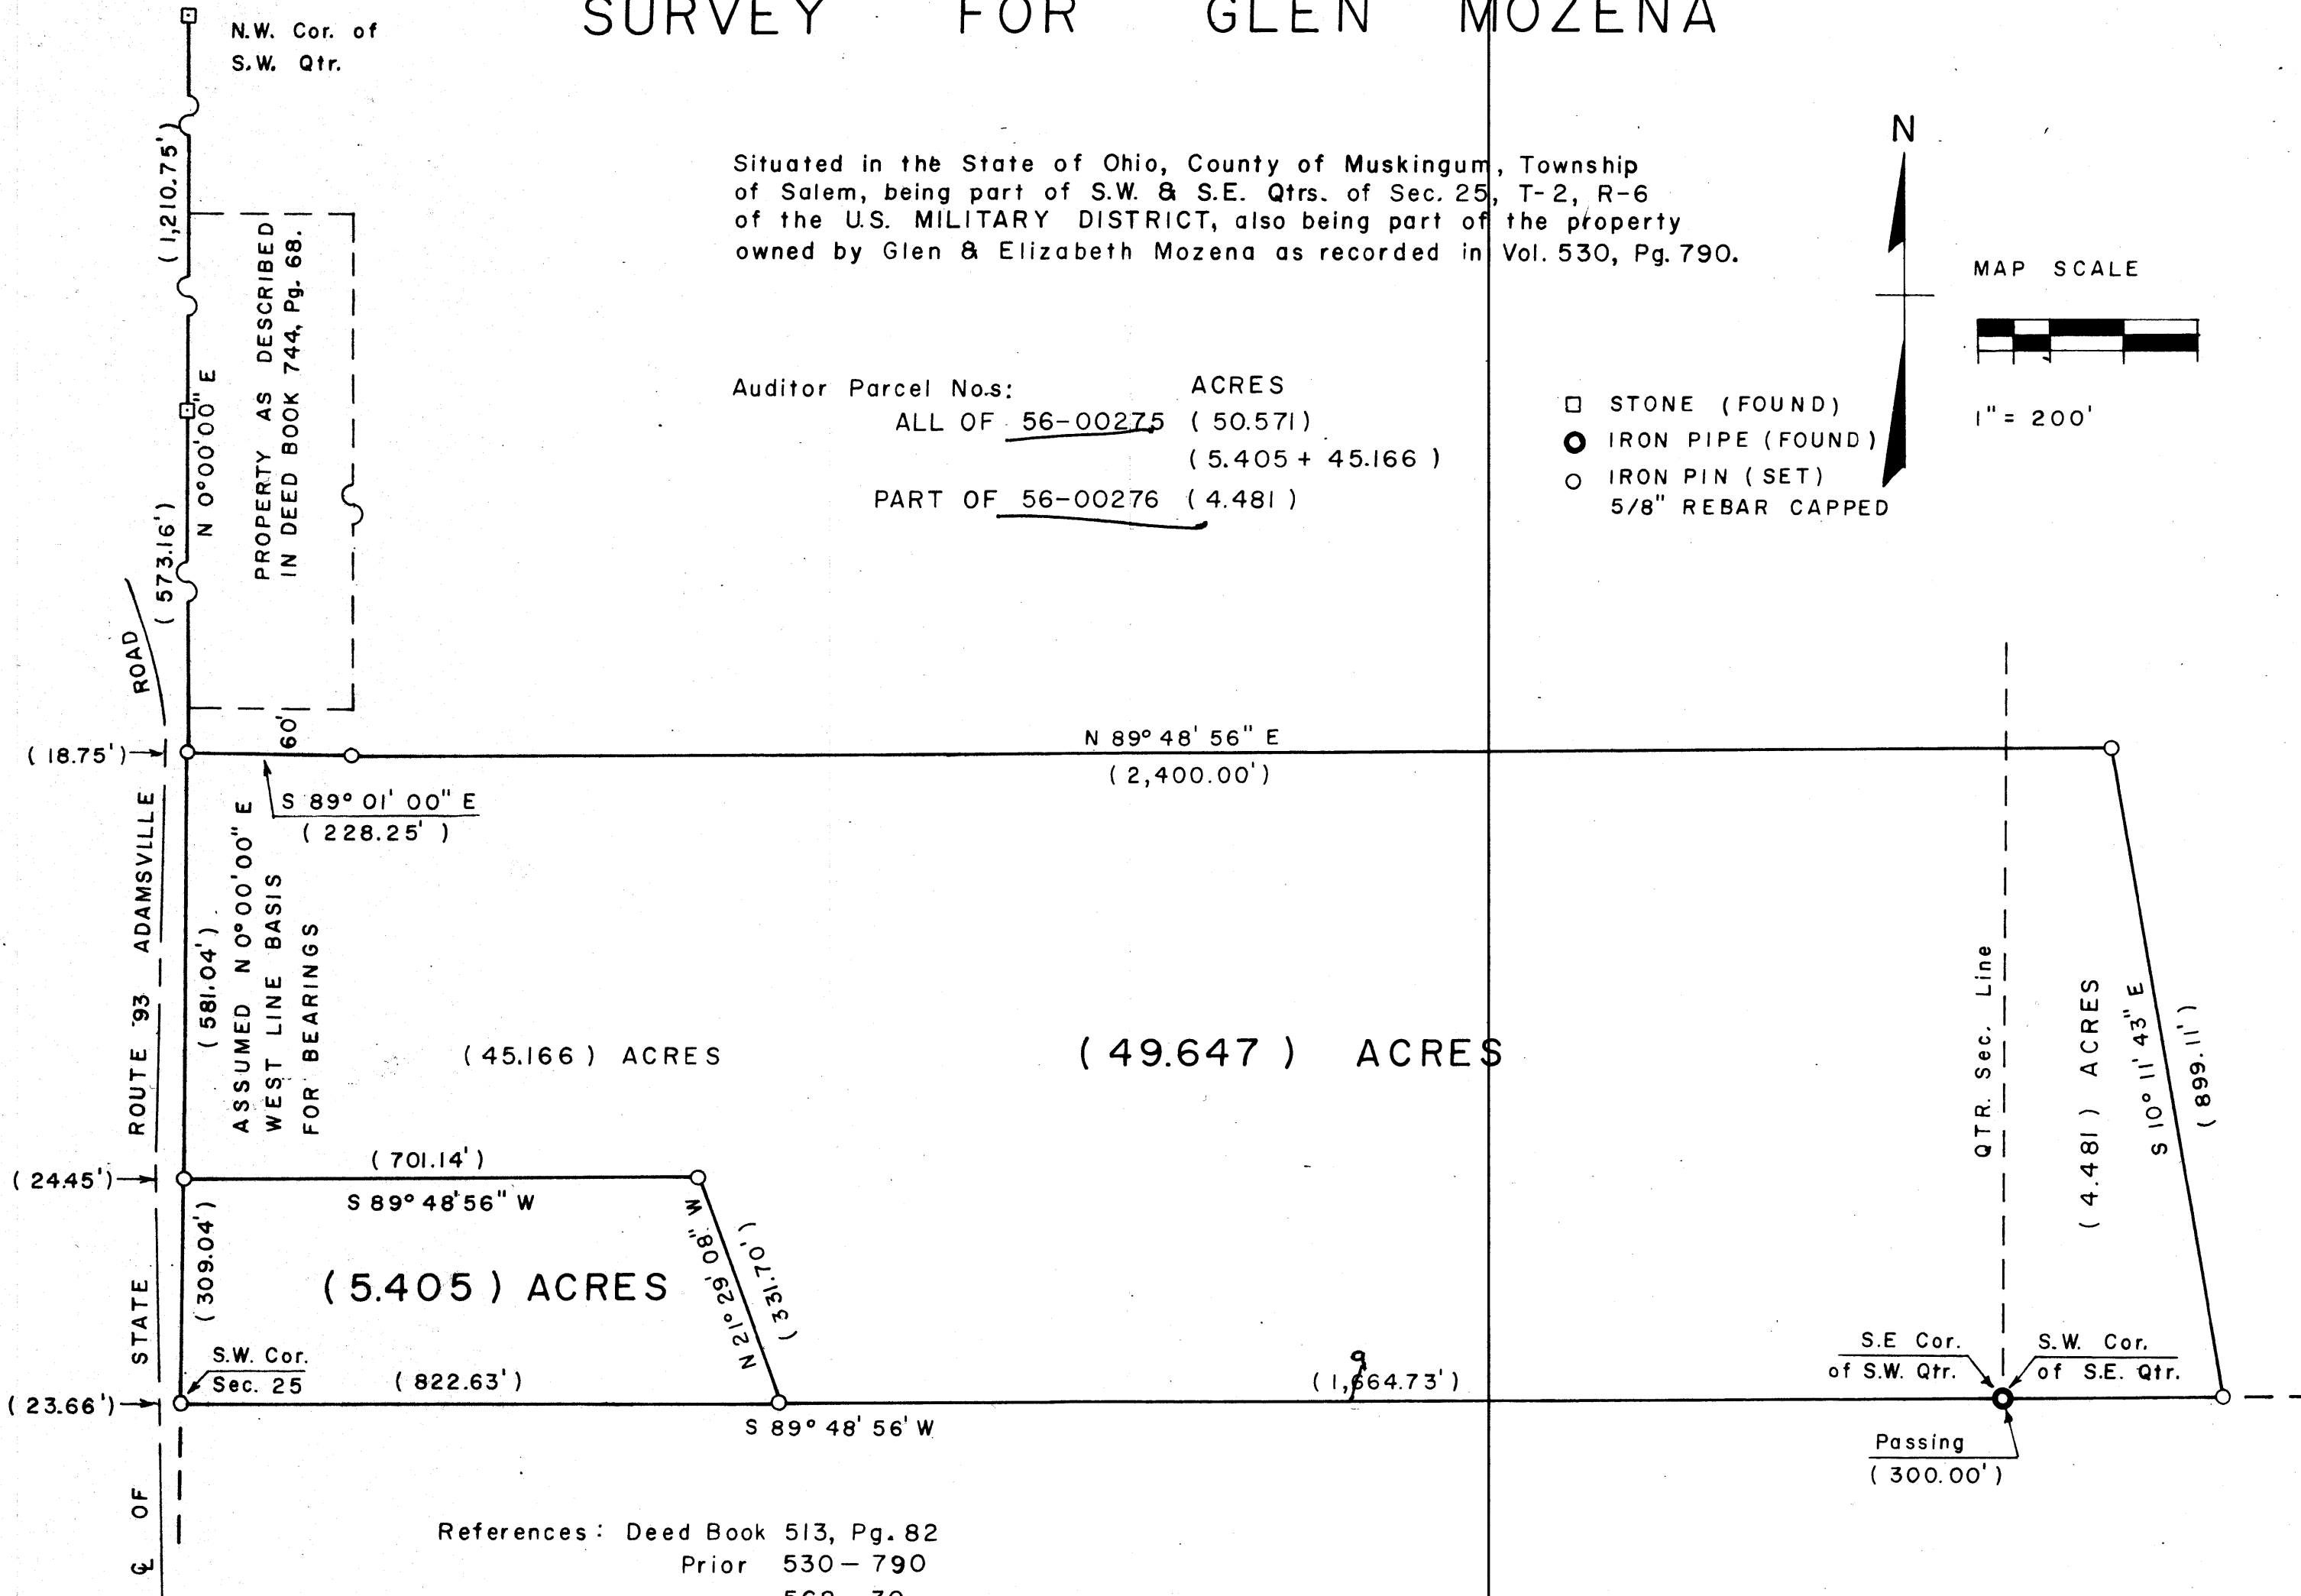 SURVEY FOR GLEN MOZENA
N.W. Cor. of
S.W. Qtr.
( 1,210.75')
N 0°00'00" E
( 573.16')
PROPERTY AS DESCRIBED
IN DEED BOOK 744, Pg. 68.
Situated in the State of Ohio, County of Muskingum, Township
of Salem, being part of S.W. & S.E. Qtrs. of Sec. 25, T-2, R-6
of the U.S. MILITARY DISTRICT, also being part of the property
owned by Glen & Elizabeth Mozena as recorded in Vol. 530, Pg. 790.
N
MAP SCALE
1" = 200'
Auditor Parcel No.s: ACRES
ALL OF 56-00275 ( 50.571)
( 5.405 + 45.166 )
PART OF 56-00276 ( 4.481 )
STONE (FOUND)
IRON PIPE (FOUND)
IRON PIN (SET)
5/8" REBAR CAPPED
60'
( 18.75')
N 89° 48' 56" E
( 2,400.00')
S 89° 01' 00" E
( 228.25' )
℄ OF STATE ROUTE 93 ADAMSVLLE ROAD
( 581.04')
ASSUMED N 0°00'00" E
WEST LINE BASIS
FOR BEARINGS
(45.166) ACRES
( 49.647 ) ACRES
QTR. Sec. Line
( 4.481 ) ACRES
S 10° 11' 43" E
( 899.11')
( 24.45')
( 701.14')
S 89° 48' 56" W
( 309.04')
N 21° 29' 08" W
( 331.70')
( 5.405 ) ACRES
S.W. Cor.
Sec. 25
( 23.66')
( 822.63')
9
( 1,664.73')
S 89° 48' 56' W
S.E Cor.
of S.W. Qtr.
S.W. Cor.
of S.E. Qtr.
Passing
( 300.00')
References: Deed Book 513, Pg. 82
Prior 530 - 790